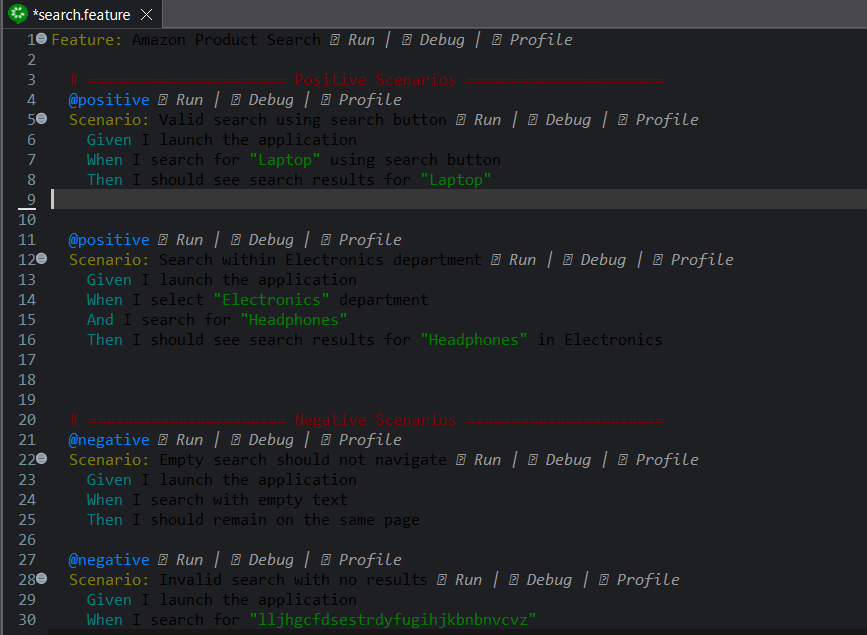 *search.feature
1 Feature: Amazon Product Search Run | Debug | Profile
2
3 # ====================== Positive Scenarios ======================
4 @positive Run | Debug | Profile
5 Scenario: Valid search using search button Run | Debug | Profile
6 Given I launch the application
7 When I search for "Laptop" using search button
8 Then I should see search results for "Laptop"
9
10
11 @positive Run | Debug | Profile
12 Scenario: Search within Electronics department Run | Debug | Profile
13 Given I launch the application
14 When I select "Electronics" department
15 And I search for "Headphones"
16 Then I should see search results for "Headphones" in Electronics
17
18
19
20 # ====================== Negative Scenarios ======================
21 @negative Run | Debug | Profile
22 Scenario: Empty search should not navigate Run | Debug | Profile
23 Given I launch the application
24 When I search with empty text
25 Then I should remain on the same page
26
27 @negative Run | Debug | Profile
28 Scenario: Invalid search with no results Run | Debug | Profile
29 Given I launch the application
30 When I search for "lljhgcfdsestrdyfugihjkbnbnvcvz"